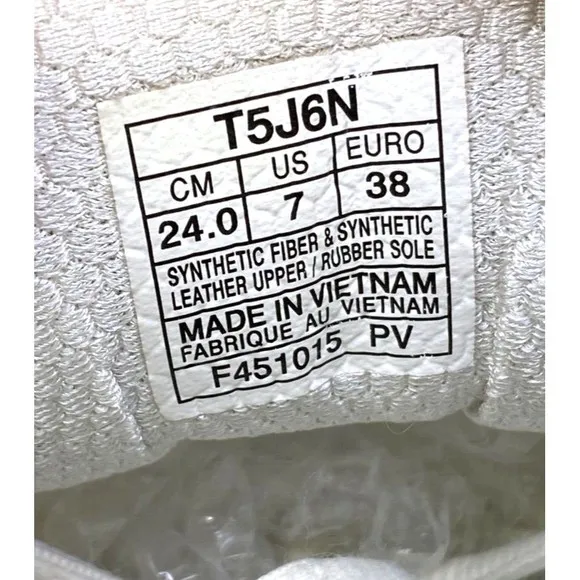 T5J6N
CM US EURO
24.0 7 38
SYNTHETIC FIBER & SYNTHETIC
LEATHER UPPER / RUBBER SOLE
MADE IN VIETNAM
FABRIQUE AU VIETNAM
F451015 PV